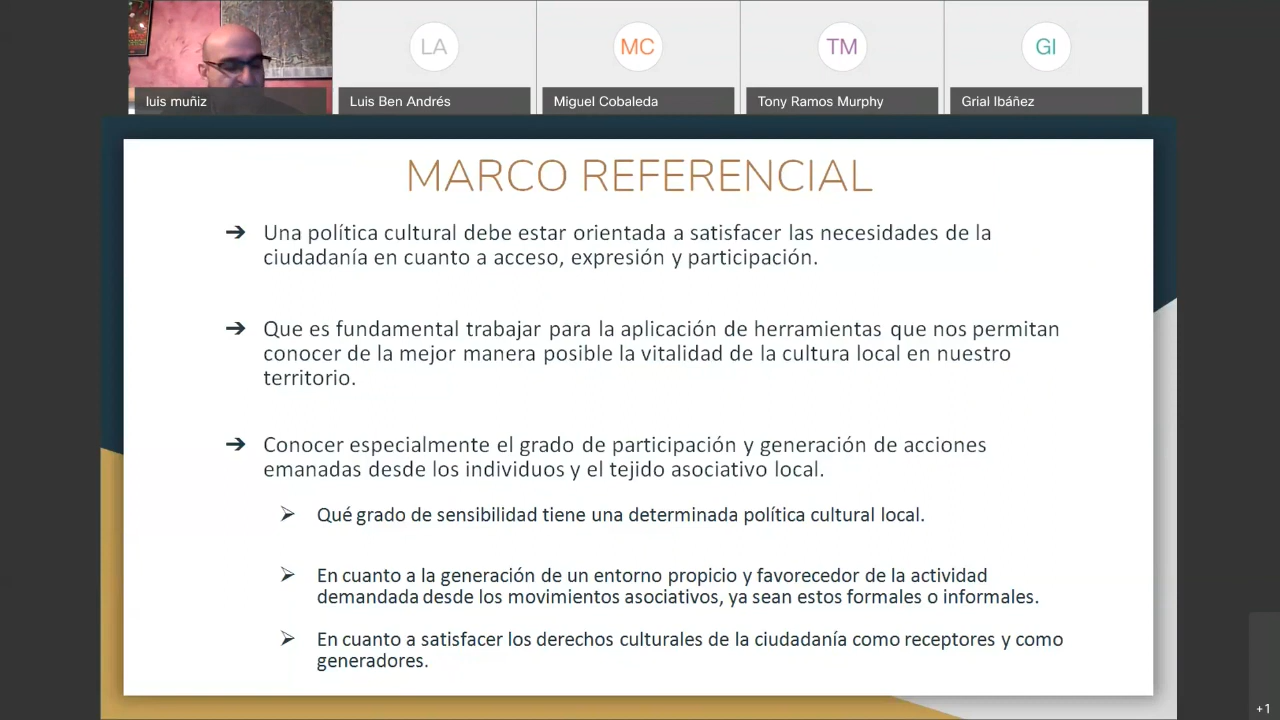 LA
MC
TM
GI
luis muñiz
Luis Ben Andrés
Miguel Cobaleda
Tony Ramos Murphy
Grial Ibáñez
MARCO REFERENCIAL
➔ Una política cultural debe estar orientada a satisfacer las necesidades de la
ciudadanía en cuanto a acceso, expresión y participación.
➔ Que es fundamental trabajar para la aplicación de herramientas que nos permitan
conocer de la mejor manera posible la vitalidad de la cultura local en nuestro
territorio.
➔ Conocer especialmente el grado de participación y generación de acciones
emanadas desde los individuos y el tejido asociativo local.
➢ Qué grado de sensibilidad tiene una determinada política cultural local.
➢ En cuanto a la generación de un entorno propicio y favorecedor de la actividad
demandada desde los movimientos asociativos, ya sean estos formales o informales.
➢ En cuanto a satisfacer los derechos culturales de la ciudadanía como receptores y como
generadores.
+1